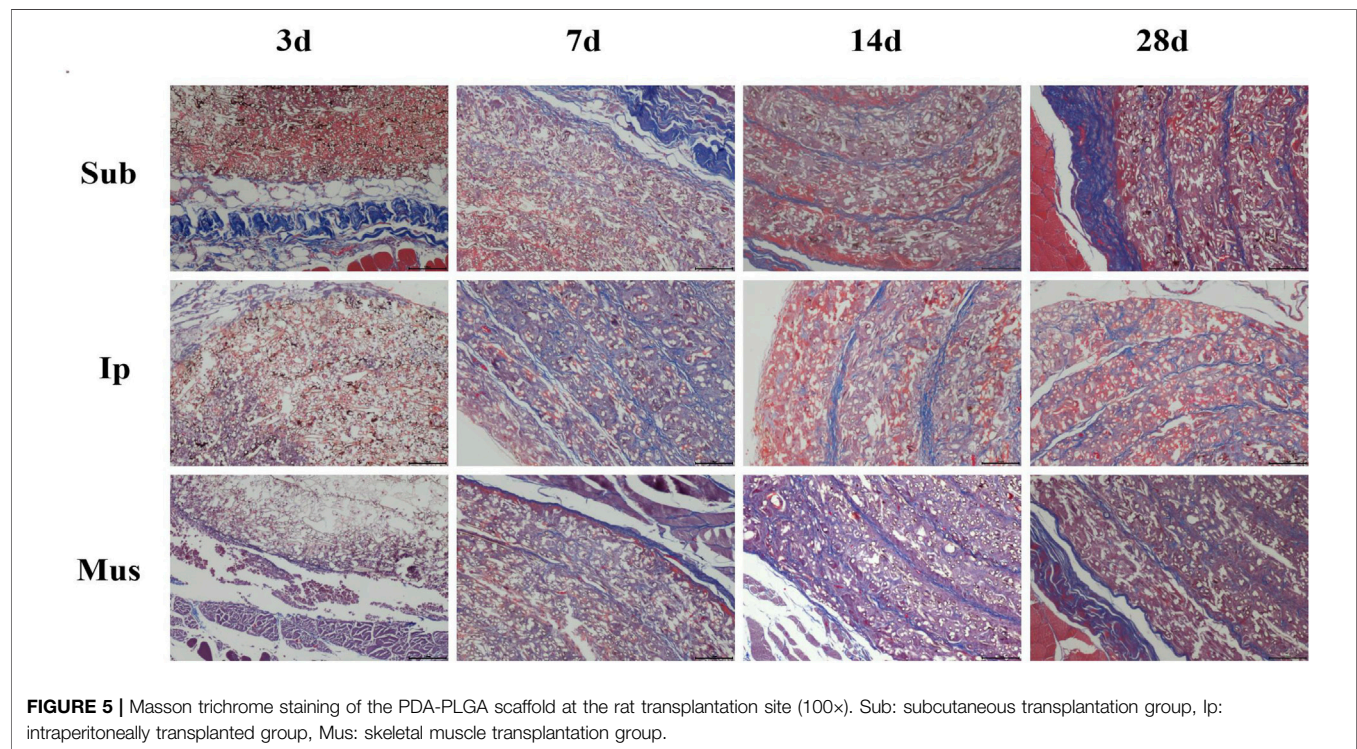 3d 7d 14d 28d
Sub
Ip
Mus
FIGURE 5 | Masson trichrome staining of the PDA-PLGA scaffold at the rat transplantation site (100×). Sub: subcutaneous transplantation group, Ip:
intraperitoneally transplanted group, Mus: skeletal muscle transplantation group.